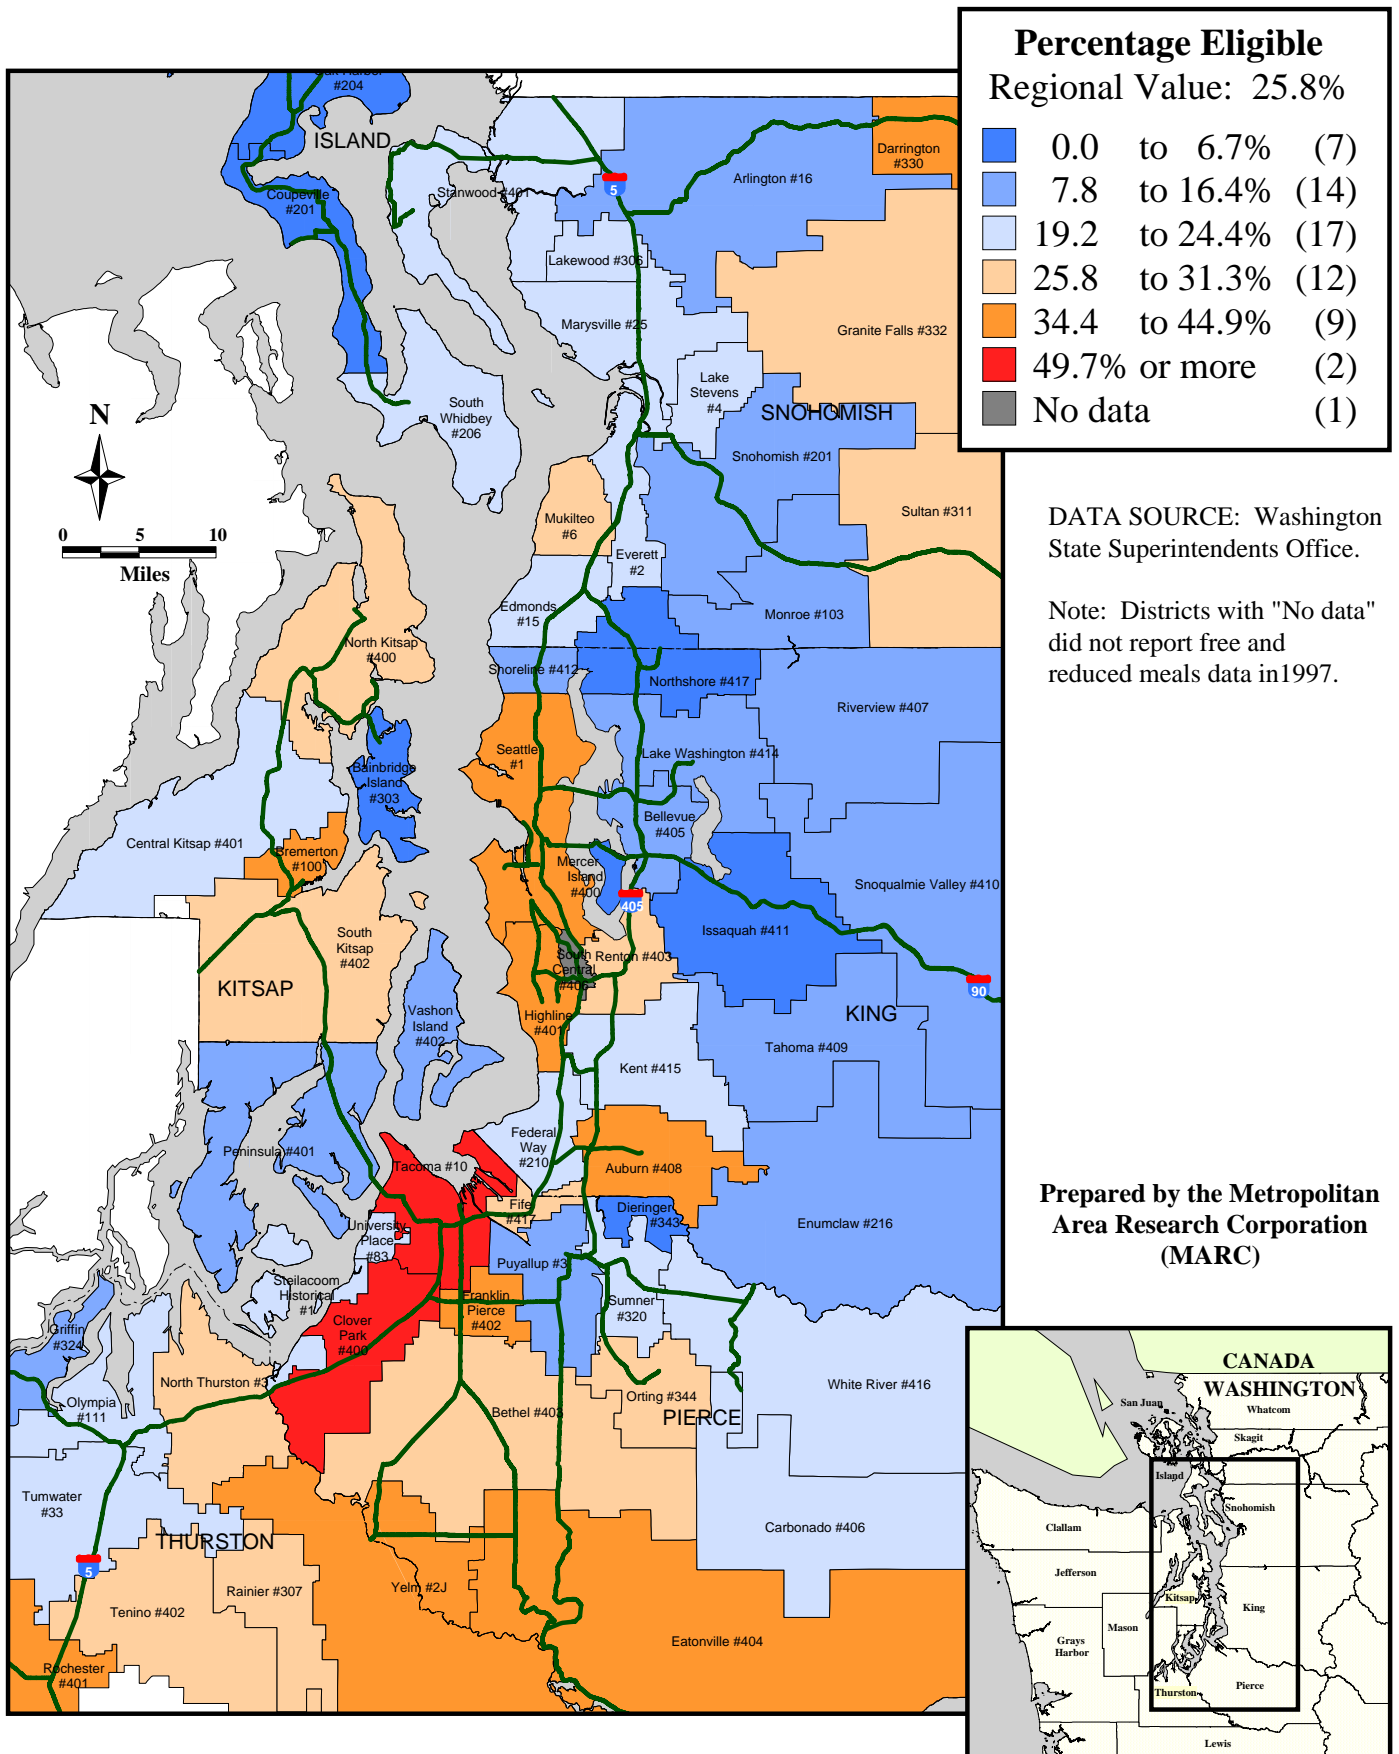 Percentage Eligible
Regional Value: 25.8%
0.0 to 6.7% (7)
7.8 to 16.4% (14)
19.2 to 24.4% (17)
25.8 to 31.3% (12)
34.4 to 44.9% (9)
49.7% or more (2)
No data (1)
DATA SOURCE: Washington
State Superintendents Office.
Note: Districts with "No data"
did not report free and
reduced meals data in1997.
Prepared by the Metropolitan
Area Research Corporation
(MARC)
N
0 5 10
Miles
Oak Harbor
#204
ISLAND
Coupeville
#201
Stanwood #401
5
Arlington #16
Darrington
#330
Lakewood #306
Marysville #25
Granite Falls #332
Lake
Stevens
#4
SNOHOMISH
South
Whidbey
#206
Snohomish #201
Mukilteo
#6
Sultan #311
Everett
#2
Edmonds
#15
Monroe #103
North Kitsap
#400
Shoreline #412
Northshore #417
Riverview #407
Seattle
#1
Lake Washington #414
Bainbridge
Island
#303
Bellevue
#405
Central Kitsap #401
Bremerton
#100
Mercer
Island
#400
Snoqualmie Valley #410
405
Issaquah #411
South
Kitsap
#402
South
Central
#406
Renton #403
KITSAP
90
Vashon
Island
#402
Highline
#401
KING
Tahoma #409
Kent #415
Federal
Way
#210
Peninsula #401
Tacoma #10
Auburn #408
Fife
#417
Dieringer
#343
Enumclaw #216
University
Place
#83
Puyallup #3
Steilacoom
Historical
#1
Franklin
Pierce
#402
Sumner
#320
Clover
Park
#400
Griffin
#324
North Thurston #3
Olympia
#111
Orting #344
White River #416
Bethel #403
PIERCE
Tumwater
#33
Carbonado #406
THURSTON
5
Rainier #307
Yelm #2J
Tenino #402
Eatonville #404
Rochester
#401
CANADA
WASHINGTON
San Juan
Whatcom
Skagit
Island
Snohomish
Clallam
Jefferson
Kitsap
King
Mason
Grays
Harbor
Thurston
Pierce
Lewis